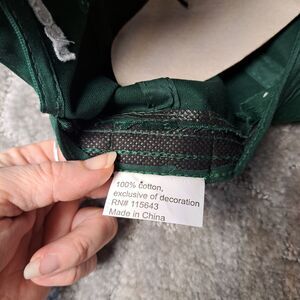 100% cotton,
exclusive of decoration
RN# 115643
Made in China